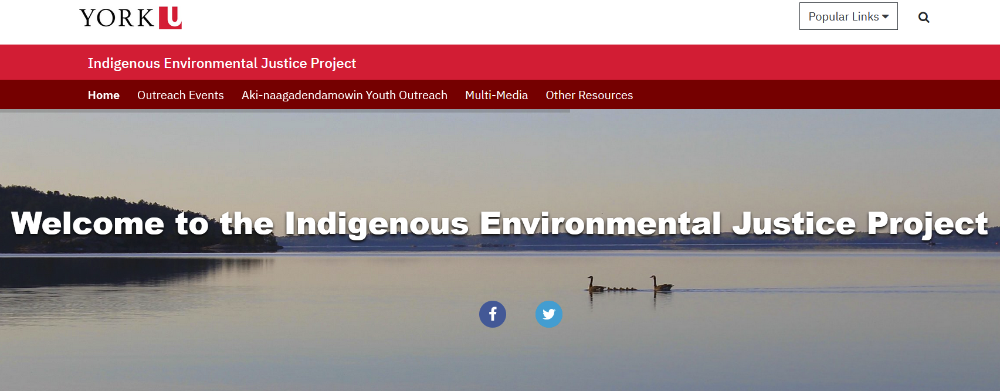 YORK U
Popular Links
Indigenous Environmental Justice Project
Home Outreach Events Aki-naagadendamowin Youth Outreach Multi-Media Other Resources
Welcome to the Indigenous Environmental Justice Project